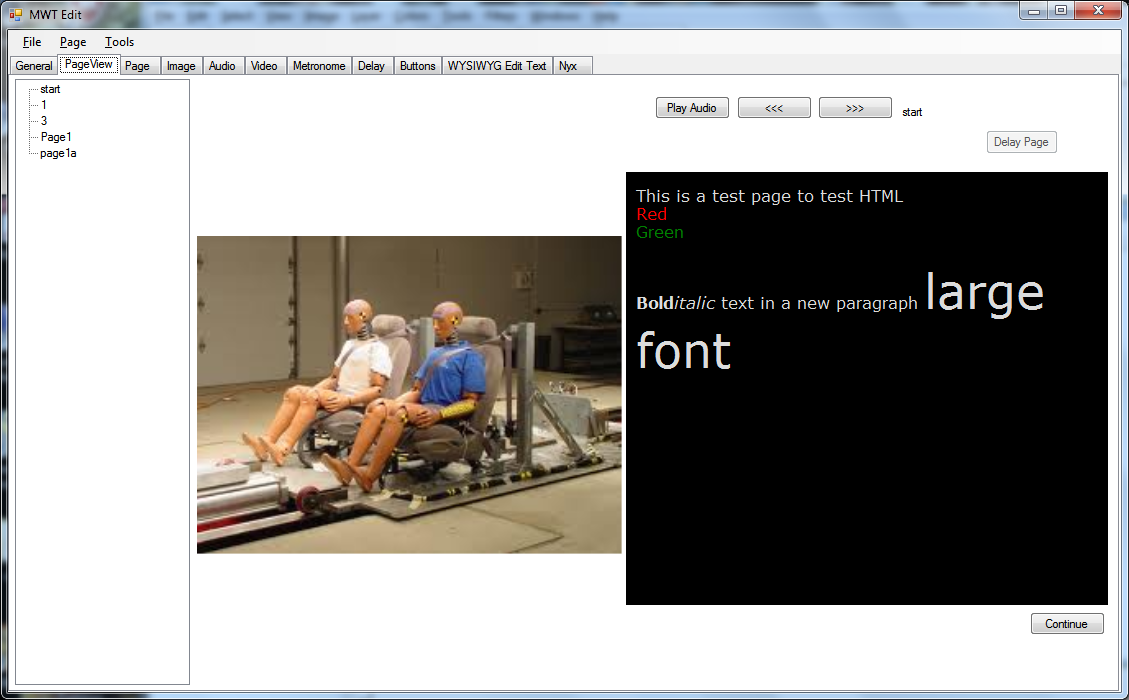 MWT Edit
File Page Tools
General PageView Page Image Audio Video Metronome Delay Buttons WYSIWYG Edit Text Nyx
start
1
3
Page1
page1a
Play Audio <<< >>> start
Delay Page
This is a test page to test HTML
Red
Green
Bolditalic text in a new paragraph large
font
Continue